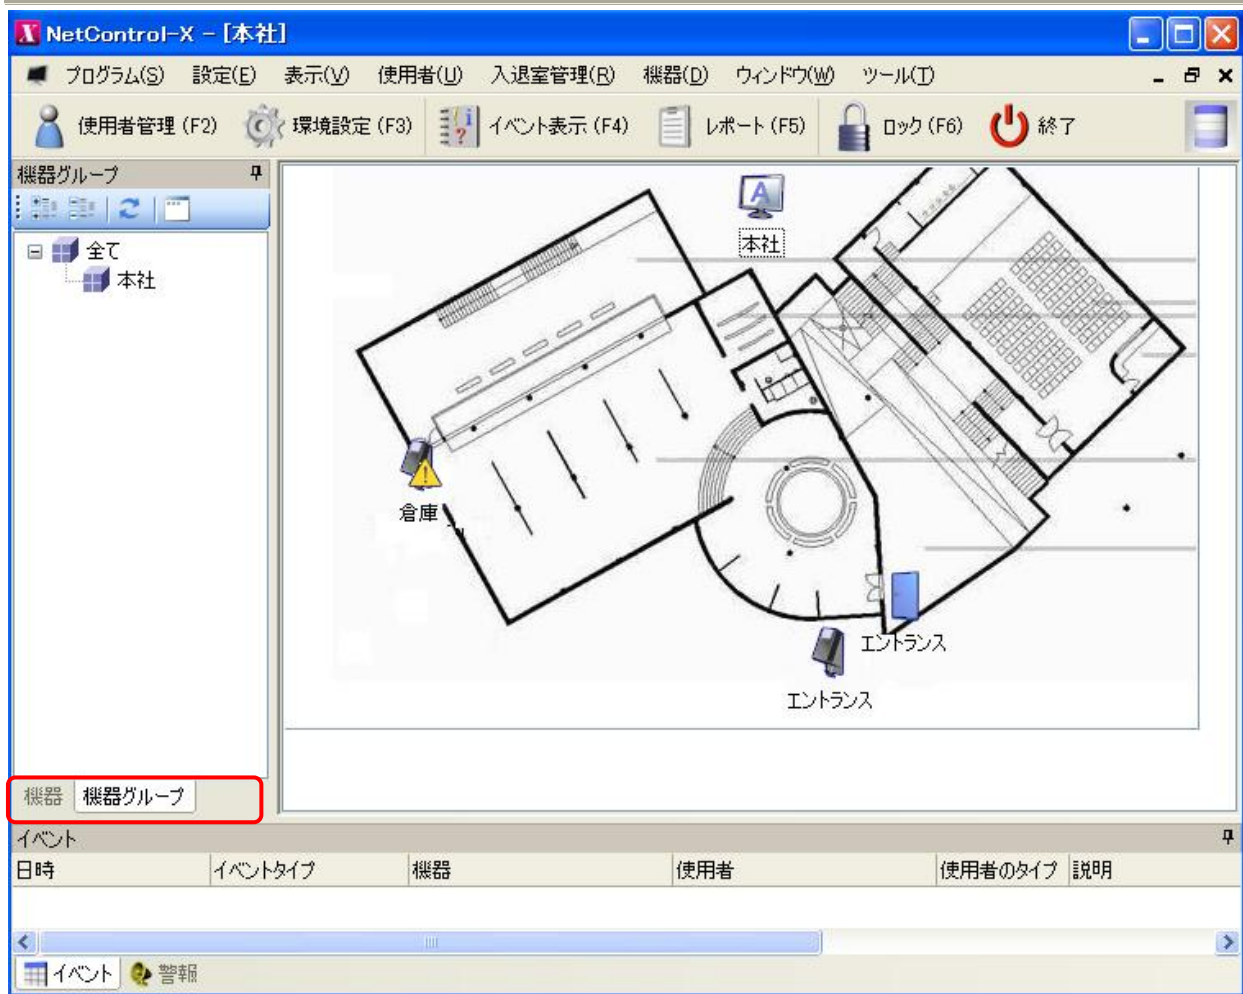 NetControl-X - [本社]
プログラム(S) 設定(E) 表示(V) 使用者(U) 入退室管理(R) 機器(D) ウィンドウ(W) ツール(T)
使用者管理 (F2) 環境設定 (F3) イベント表示 (F4) レポート (F5) ロック (F6) 終了
機器グループ
全て
本社
本社
倉庫
エントランス
エントランス
機器 機器グループ
イベント
日時 イベントタイプ 機器 使用者 使用者のタイプ 説明
イベント 警報